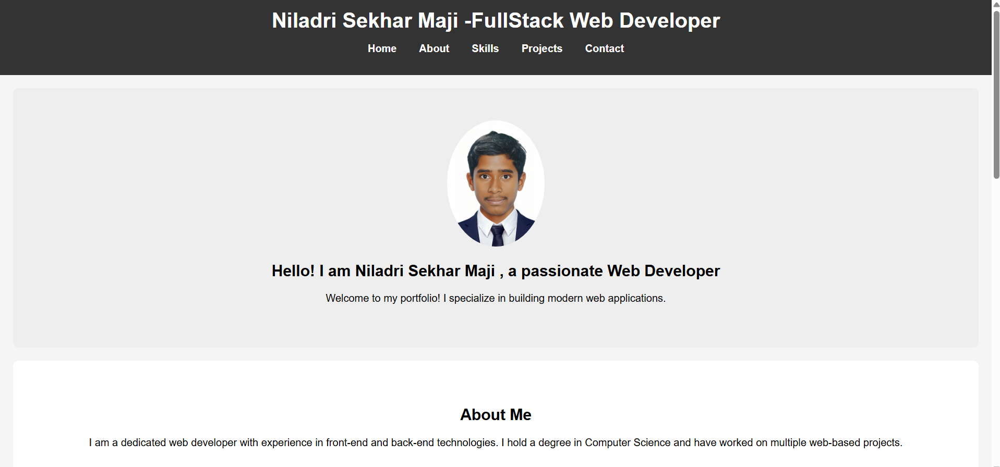 Niladri Sekhar Maji -FullStack Web Developer
Home About Skills Projects Contact
Hello! I am Niladri Sekhar Maji , a passionate Web Developer
Welcome to my portfolio! I specialize in building modern web applications.
About Me
I am a dedicated web developer with experience in front-end and back-end technologies. I hold a degree in Computer Science and have worked on multiple web-based projects.